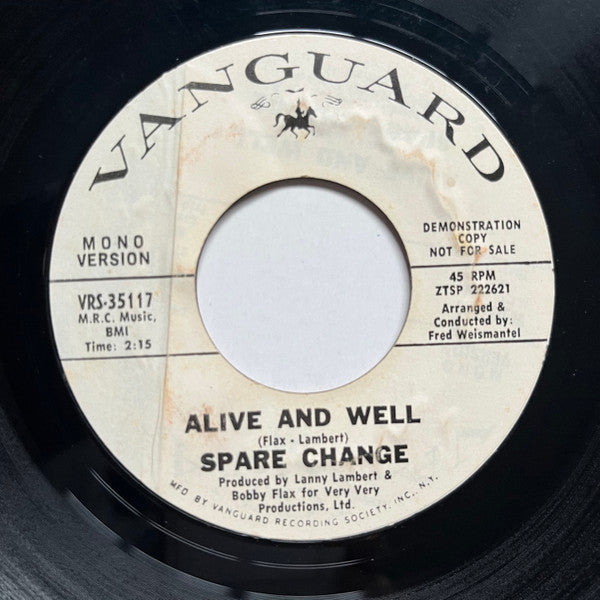 VANGUARD
MONO
VERSION
DEMONSTRATION
COPY
NOT FOR SALE
VRS-35117
M.R.C. Music,
BMI
Time: 2:15
45 RPM
ZTSP 222621
Arranged &
Conducted by:
Fred Weismantel
ALIVE AND WELL
(Flax - Lambert)
SPARE CHANGE
Produced by Lanny Lambert &
Bobby Flax for Very Very
Productions, Ltd.
MFD BY VANGUARD RECORDING SOCIETY, INC., N.Y.